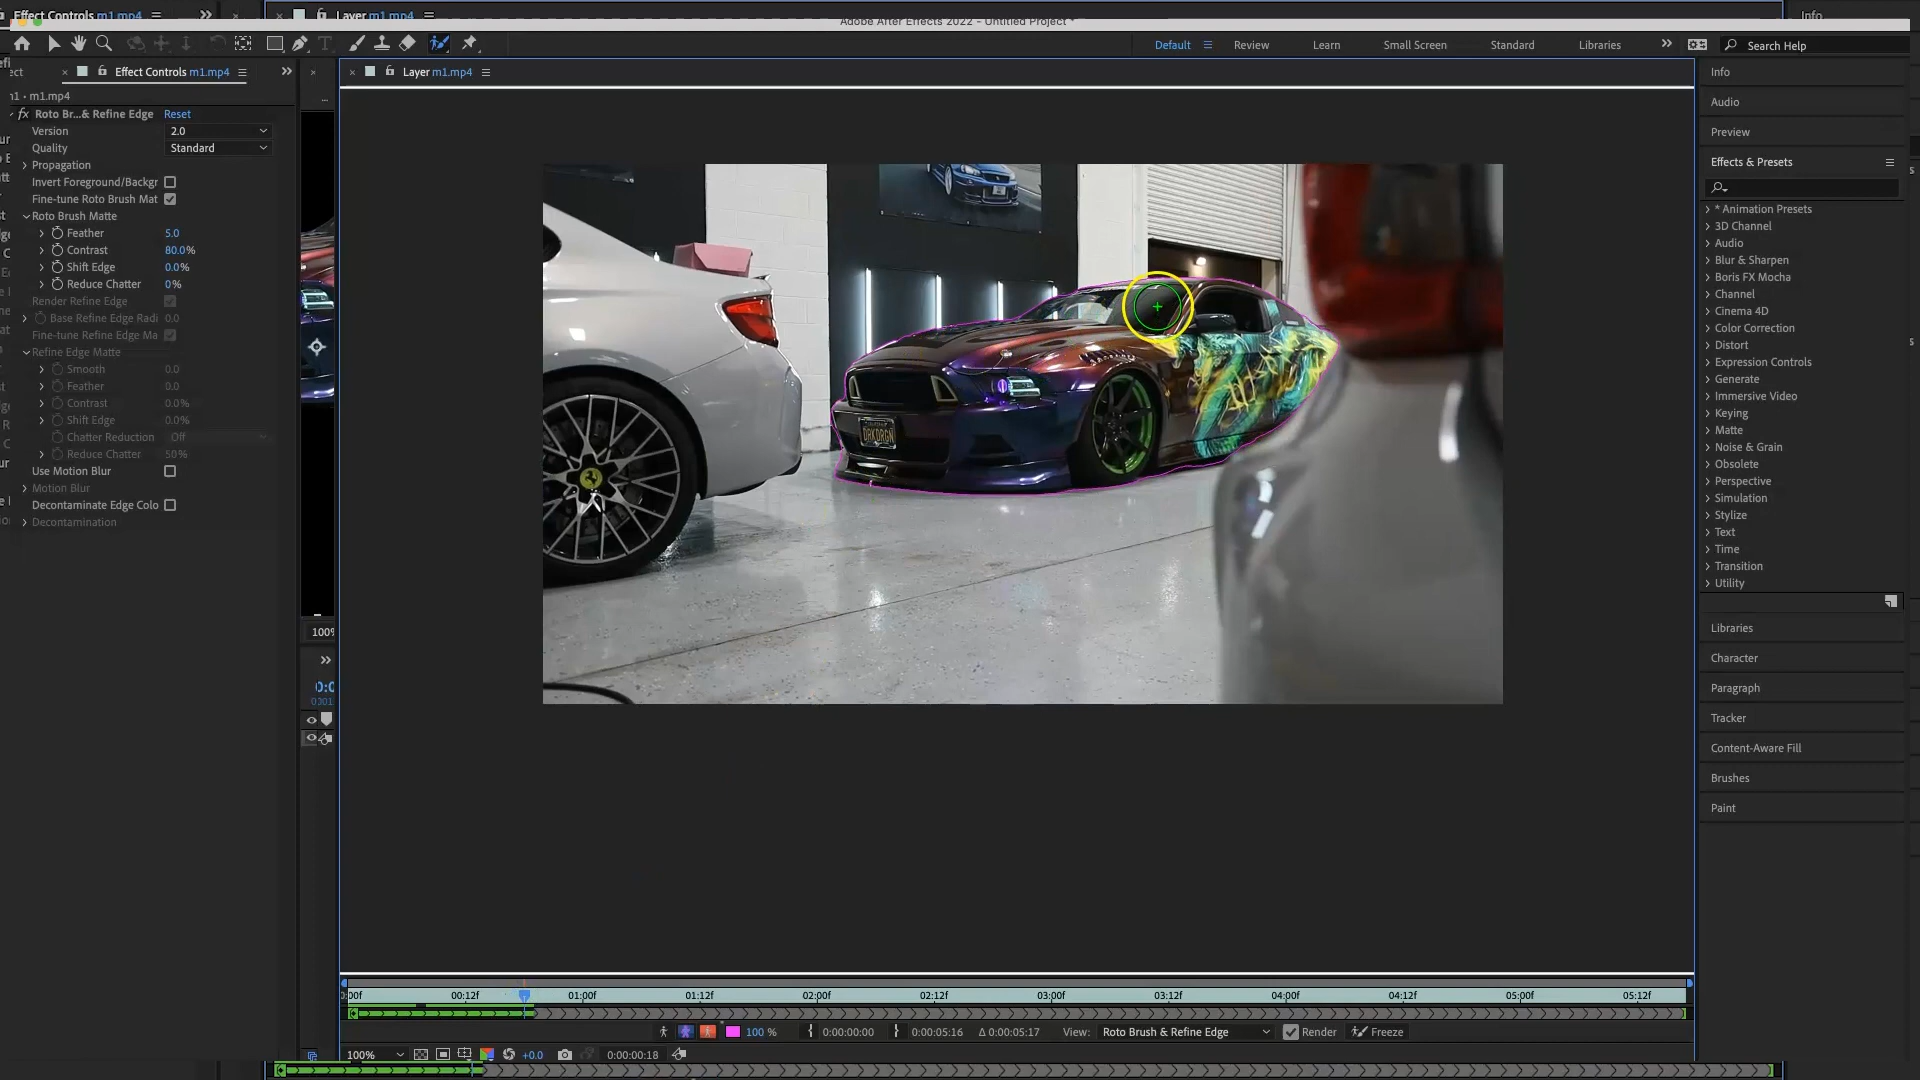 Effect Controls m1.mp4
Layer m1.mp4
Info
Adobe After Effects 2022 - Untitled Project *
Default
Review
Learn
Small Screen
Standard
Libraries
Search Help
Effect Controls m1.mp4
Layer m1.mp4
m1.mp4
fx Roto Br...& Refine Edge Reset
Version 2.0
Quality Standard
Propagation
Invert Foreground/Backgr
Fine-tune Roto Brush Mat
Roto Brush Matte
Feather 5.0
Contrast 80.0%
Shift Edge 0.0%
Reduce Chatter 0%
Render Refine Edge
Base Refine Edge Radi 0.0
Fine-tune Refine Edge Ma
Refine Edge Matte
Smooth 0.0
Feather 0.0
Contrast 0.0%
Shift Edge 0.0%
Chatter Reduction Off
Reduce Chatter 50%
Use Motion Blur
Motion Blur
Decontaminate Edge Colo
Decontamination
100%
DRKDRGN
Info
Audio
Preview
Effects & Presets
* Animation Presets
3D Channel
Audio
Blur & Sharpen
Boris FX Mocha
Channel
Cinema 4D
Color Correction
Distort
Expression Controls
Generate
Immersive Video
Keying
Matte
Noise & Grain
Obsolete
Perspective
Simulation
Stylize
Text
Time
Transition
Utility
Libraries
Character
Paragraph
Tracker
Content-Aware Fill
Brushes
Paint
00:12f 01:00f 01:12f 02:00f 02:12f 03:00f 03:12f 04:00f 04:12f 05:00f 05:12f
100 % 0:00:00:00 0:00:05:16 Δ 0:00:05:17 View: Roto Brush & Refine Edge Render Freeze
100% +0.0 0:00:00:18